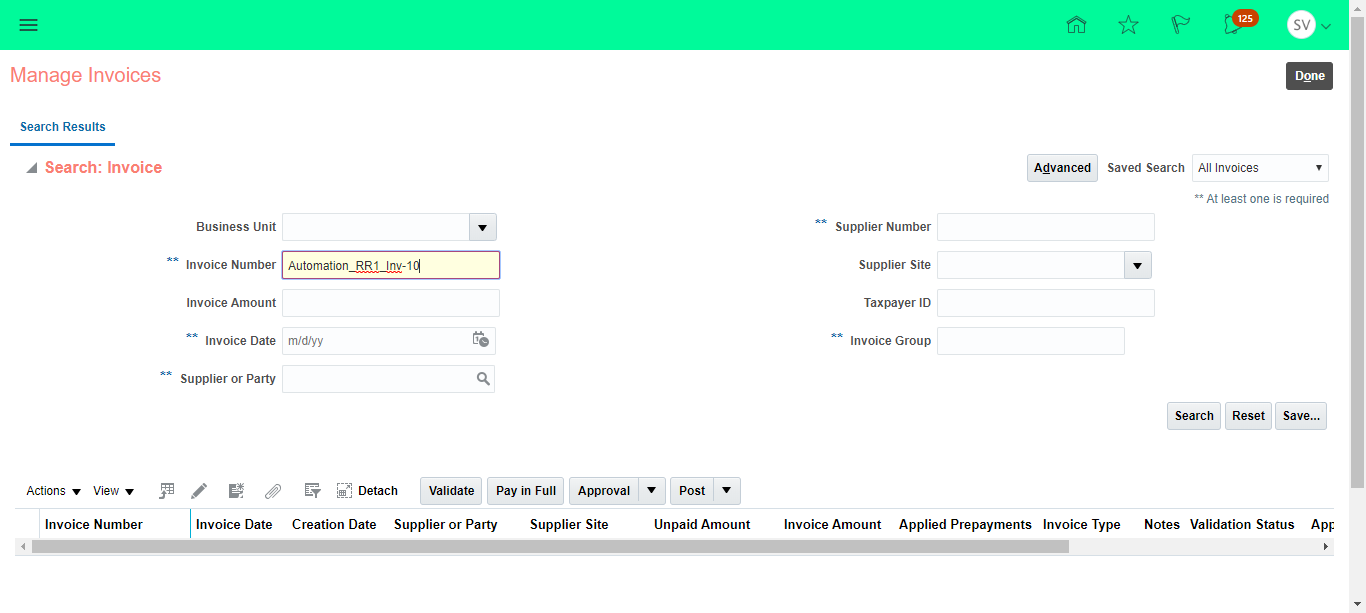 125
SV
Manage Invoices
Done
Search Results
Search: Invoice
Advanced Saved Search All Invoices
** At least one is required
Business Unit
** Invoice Number Automation_RR1_Inv-10
Invoice Amount
** Invoice Date m/d/yy
** Supplier or Party
** Supplier Number
Supplier Site
Taxpayer ID
** Invoice Group
Search Reset Save...
Actions View Detach Validate Pay in Full Approval Post
Invoice Number Invoice Date Creation Date Supplier or Party Supplier Site Unpaid Amount Invoice Amount Applied Prepayments Invoice Type Notes Validation Status App